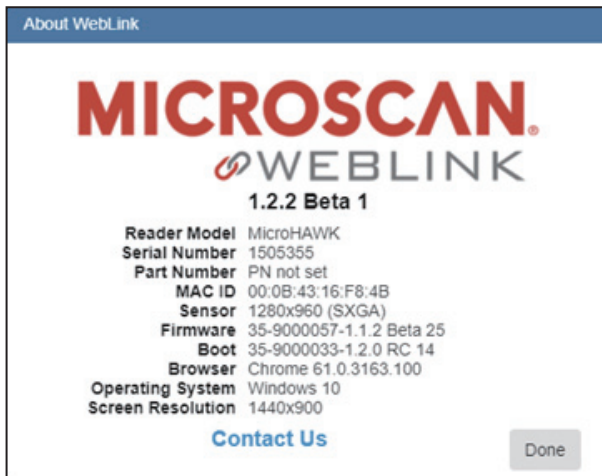 About WebLink
MICROSCAN®
WEBLINK
1.2.2 Beta 1
Reader Model MicroHAWK
Serial Number 1505355
Part Number PN not set
MAC ID 00:0B:43:16:F8:4B
Sensor 1280x960 (SXGA)
Firmware 35-9000057-1.1.2 Beta 25
Boot 35-9000033-1.2.0 RC 14
Browser Chrome 61.0.3163.100
Operating System Windows 10
Screen Resolution 1440x900
Contact Us
Done